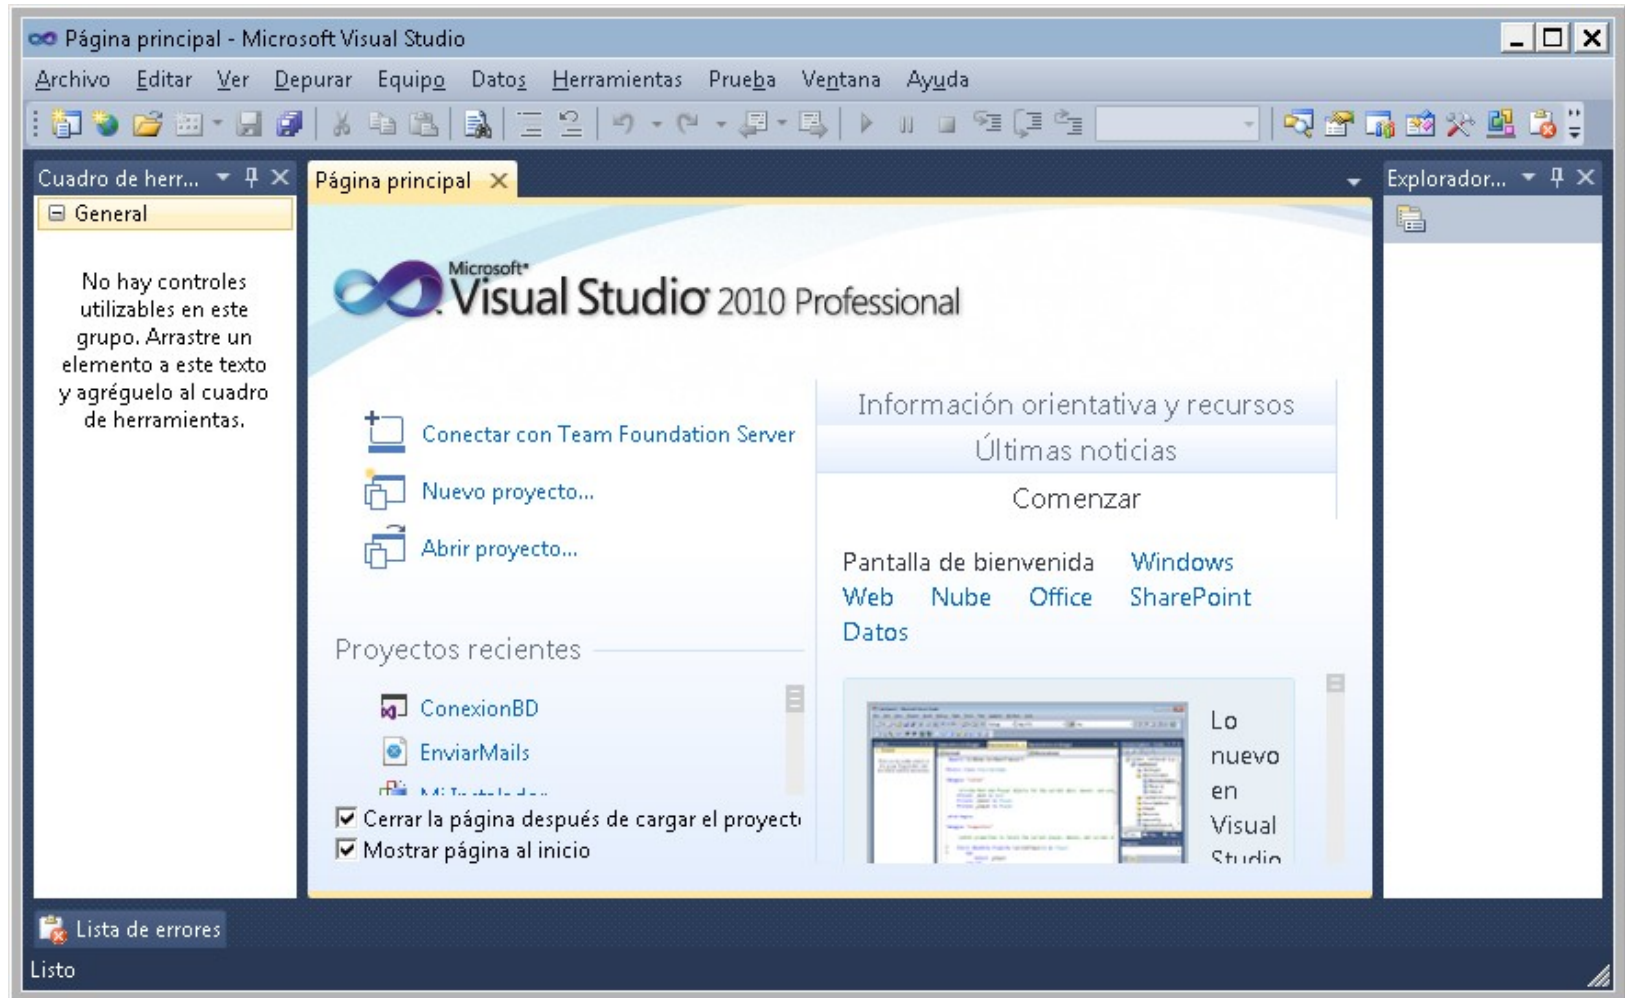 Página principal - Microsoft Visual Studio
Archivo Editar Ver Depurar Equipo Datos Herramientas Prueba Ventana Ayuda
Cuadro de herr...
Página principal
Explorador...
General
No hay controles
utilizables en este
grupo. Arrastre un
elemento a este texto
y agréguelo al cuadro
de herramientas.
Microsoft
Visual Studio 2010 Professional
Conectar con Team Foundation Server
Nuevo proyecto...
Abrir proyecto...
Proyectos recientes
ConexionBD
EnviarMails
Mi Instalador
Cerrar la página después de cargar el proyect
Mostrar página al inicio
Información orientativa y recursos
Últimas noticias
Comenzar
Pantalla de bienvenida Windows
Web Nube Office SharePoint
Datos
Lo
nuevo
en
Visual
Studio
Lista de errores
Listo